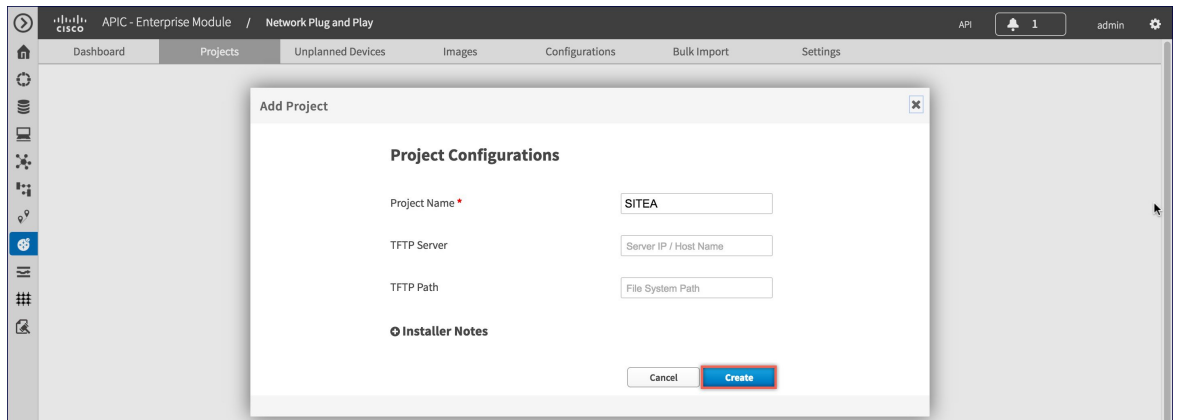 CISCO APIC - Enterprise Module / Network Plug and Play API 1 admin
Dashboard Projects Unplanned Devices Images Configurations Bulk Import Settings
Add Project
Project Configurations
Project Name * SITEA
TFTP Server Server IP / Host Name
TFTP Path File System Path
Installer Notes
Cancel Create